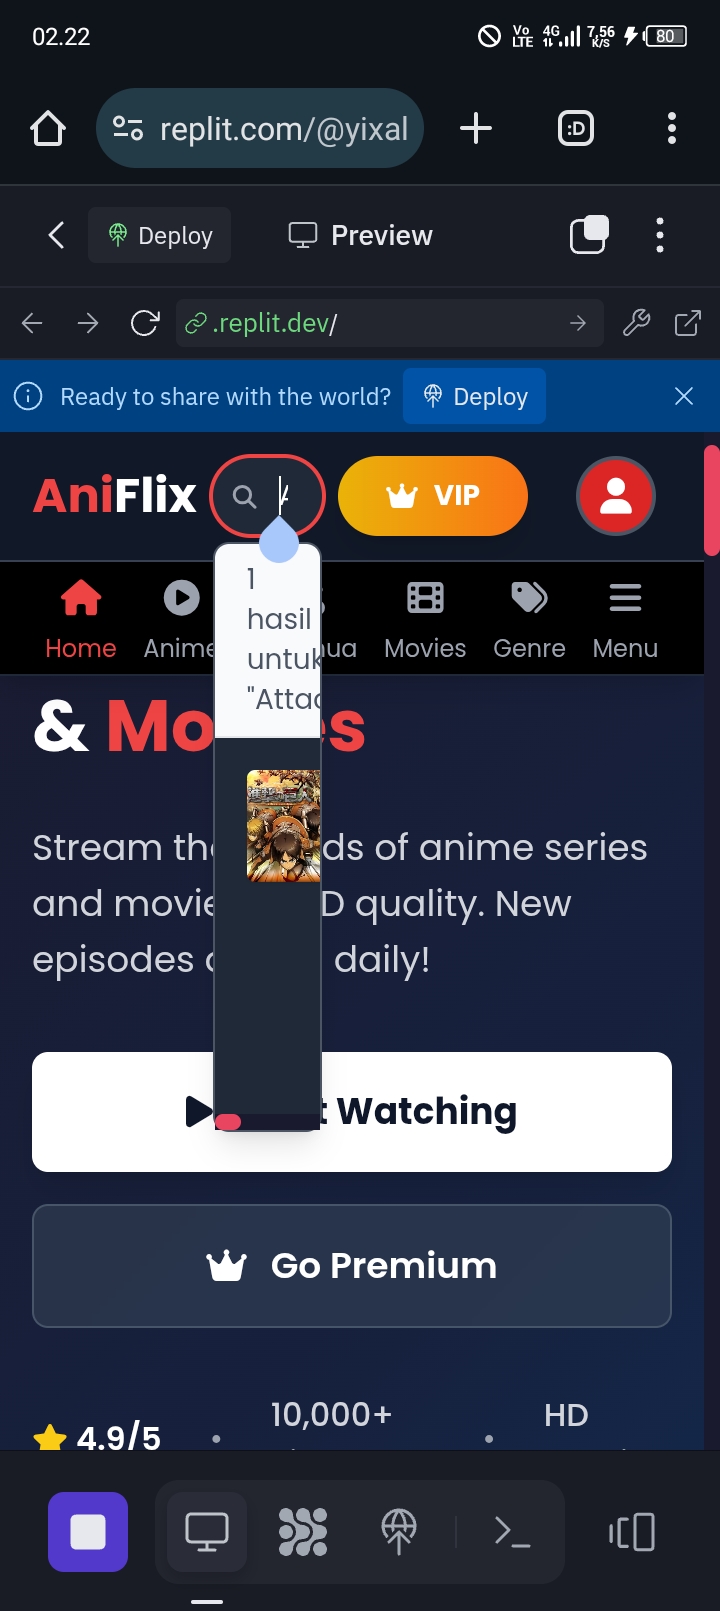 02.22
Vo LTE 4G 7,56 K/S 80
replit.com/@yixal
:D
Deploy
Preview
.replit.dev/
Ready to share with the world?
Deploy
AniFlix
A
VIP
1
hasil
untuk
"Attac
Home
Anime
ua
Movies
Genre
Menu
& Mo es
Stream th ds of anime series
and movie D quality. New
episodes daily!
t Watching
Go Premium
4.9/5
•
10,000+
•
HD